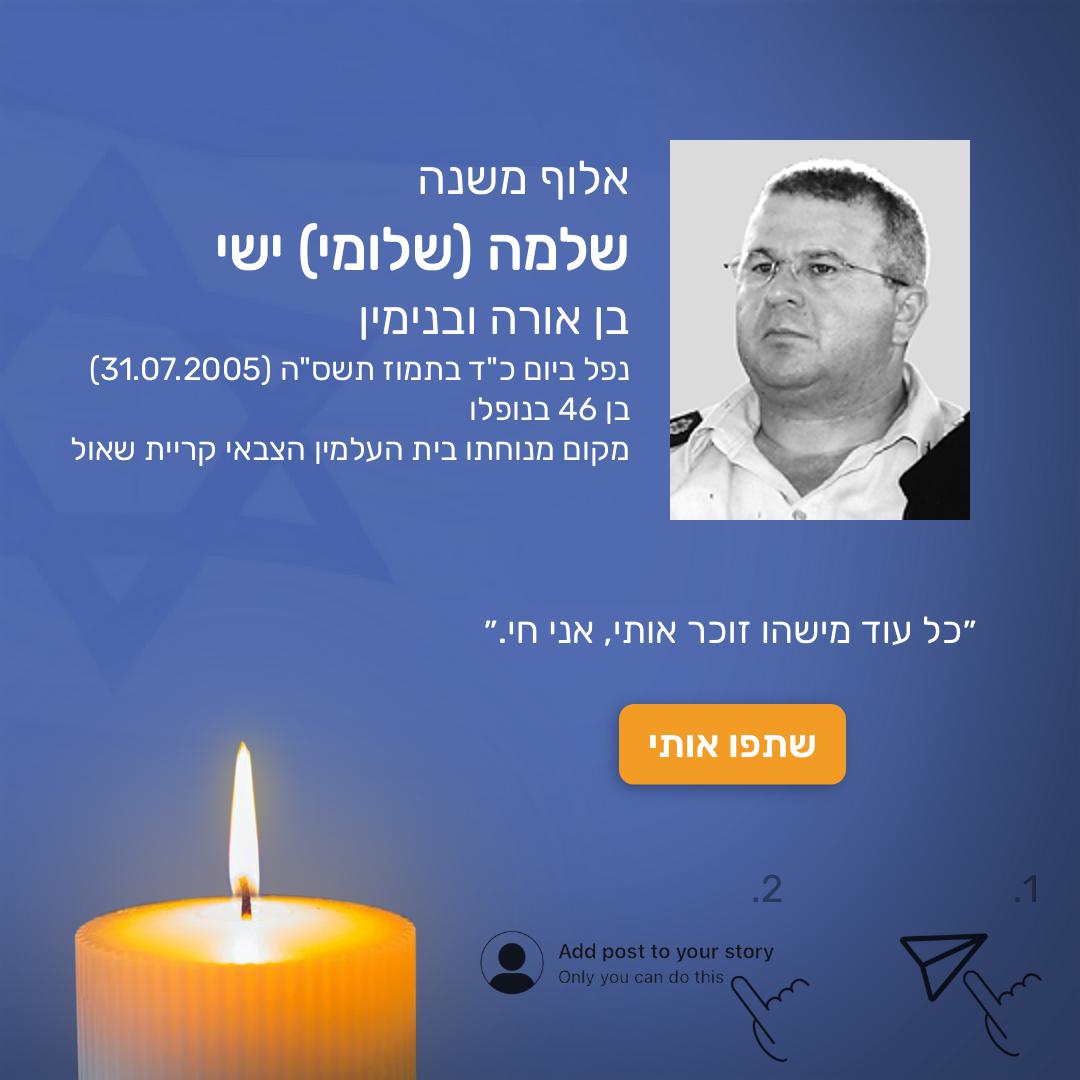 אלוף משנה
שלמה (שלומי) ישי
בן אורה ובנימין
נפל ביום כ"ד בתמוז תשס"ה (31.07.2005)
בן 46 בנופלו
מקום מנוחתו בית העלמין הצבאי קריית שאול
״כל עוד מישהו זוכר אותי, אני חי.״
שתפו אותי
.1
.2
Add post to your story
Only you can do this